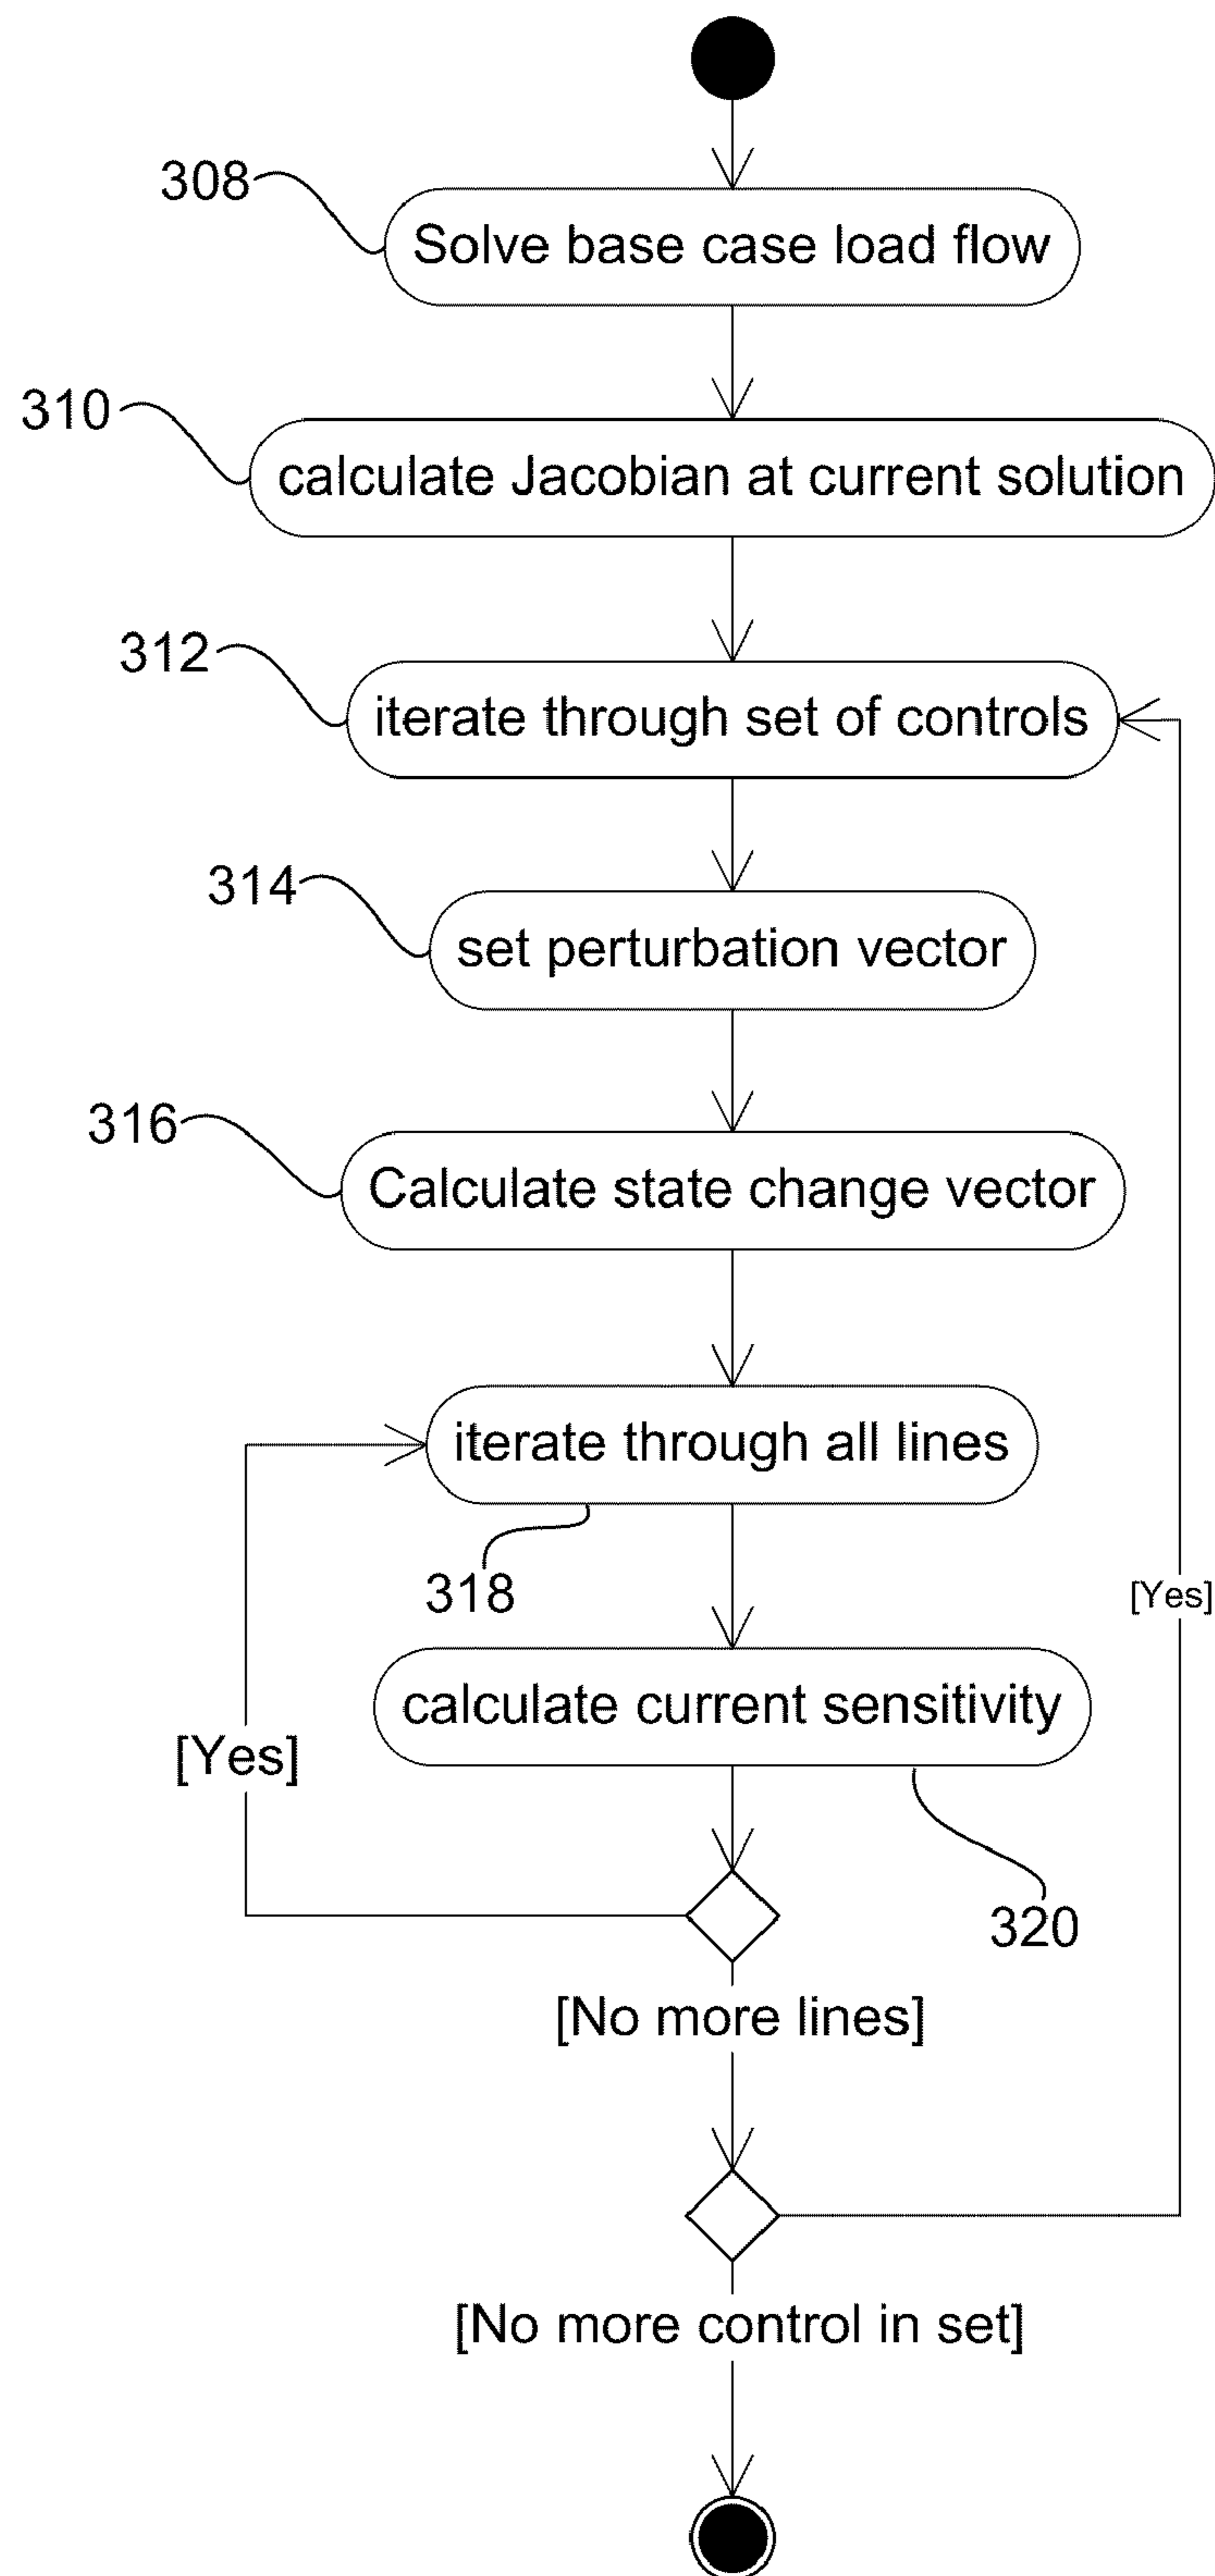 308
Solve base case load flow
310
calculate Jacobian at current solution
312
iterate through set of controls
314
set perturbation vector
316
Calculate state change vector
iterate through all lines
318
[Yes]
calculate current sensitivity
[Yes]
320
[No more lines]
[No more control in set]